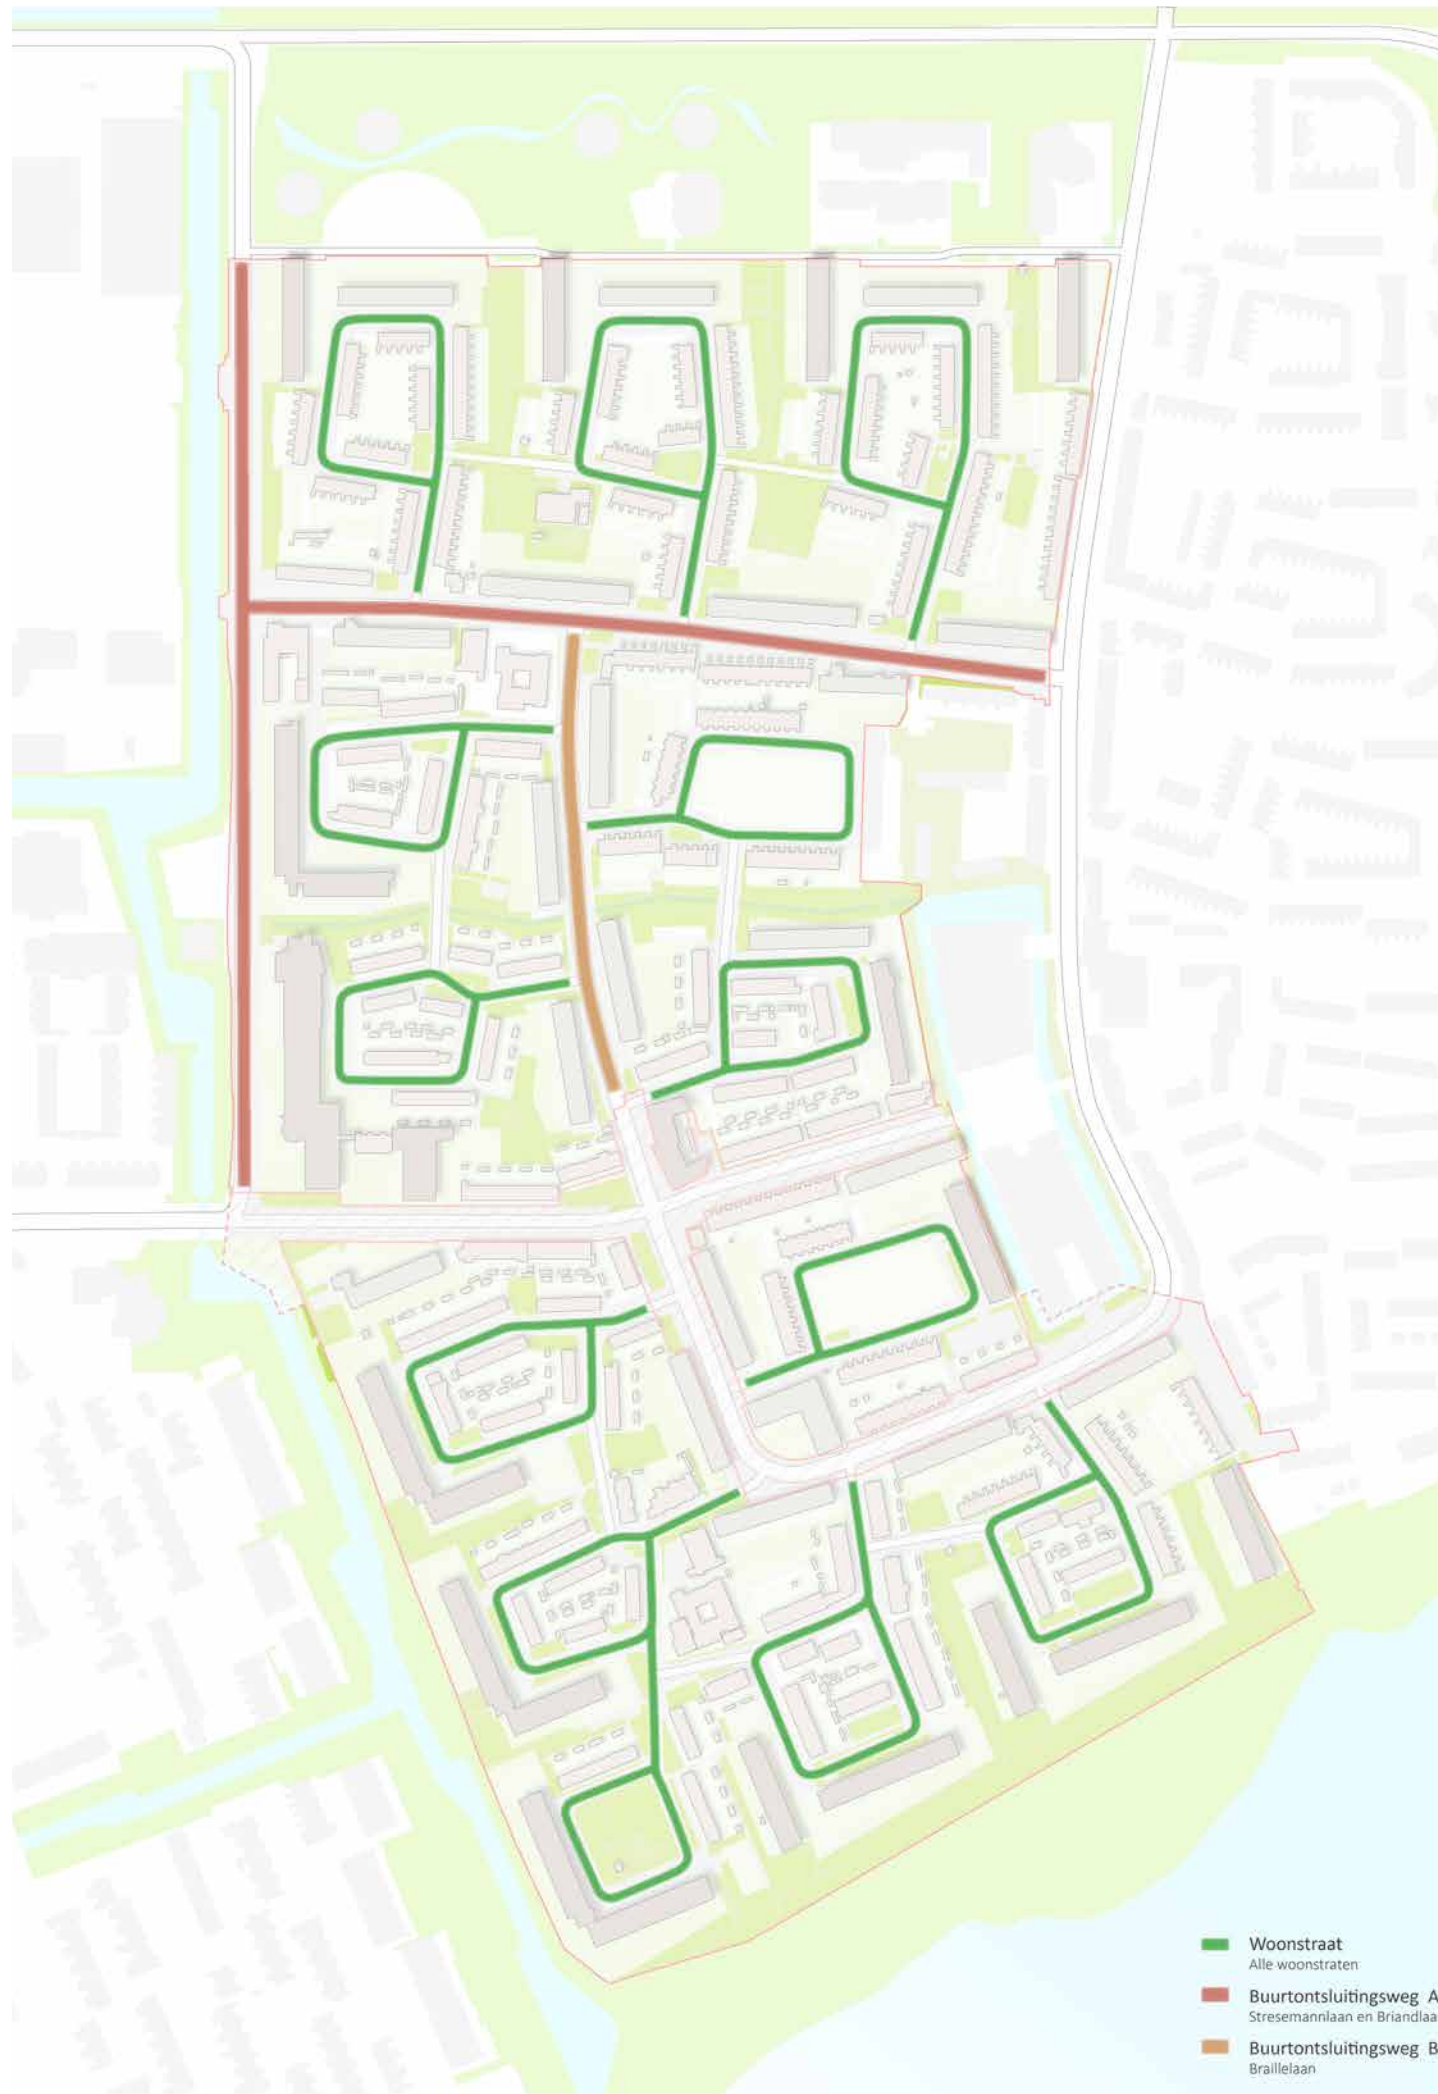 Woonstraat
Alle woonstraten
Buurtontsluitingsweg A
Stresemannlaan en Briandlaa
Buurtontsluitingsweg B
Braillelaan